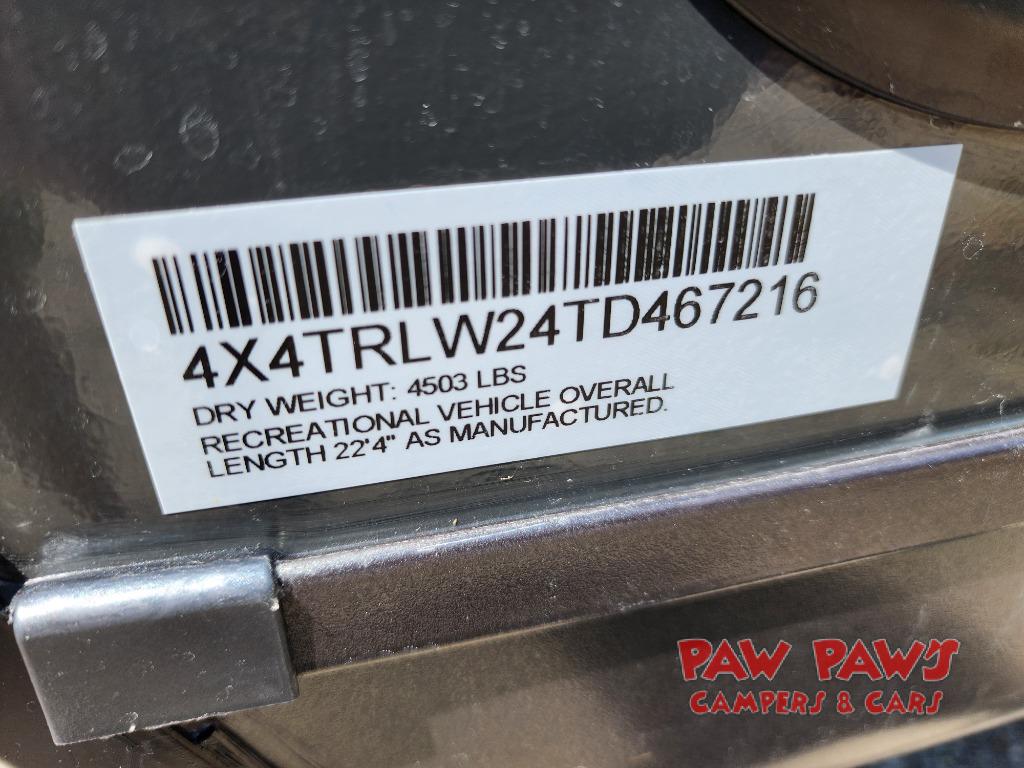 4X4TRLW24TD467216
DRY WEIGHT: 4503 LBS
RECREATIONAL VEHICLE OVERALL
LENGTH 22'4" AS MANUFACTURED.
PAW PAW'S
CAMPERS & CARS